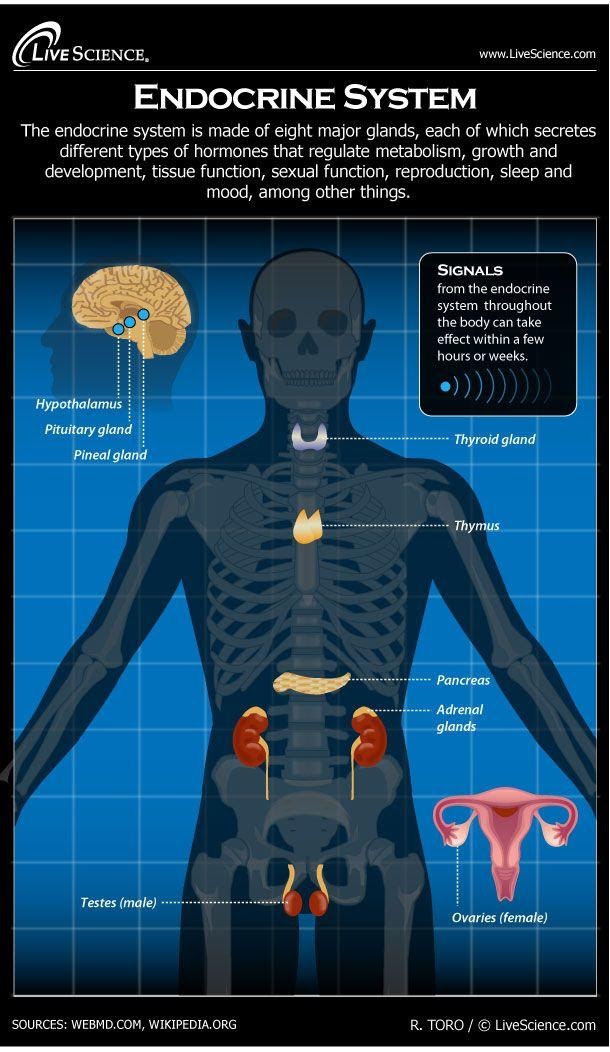 LIVESCIENCE®
www.LiveScience.com
ENDOCRINE SYSTEM
The endocrine system is made of eight major glands, each of which secretes
different types of hormones that regulate metabolism, growth and
development, tissue function, sexual function, reproduction, sleep and
mood, among other things.
SIGNALS
from the endocrine
system throughout
the body can take
effect within a few
hours or weeks.
Hypothalamus
Pituitary gland
Pineal gland
Thyroid gland
Thymus
Pancreas
Adrenal
glands
Testes (male)
Ovaries (female)
SOURCES: WEBMD.COM, WIKIPEDIA.ORG
R. TORO / © LiveScience.com